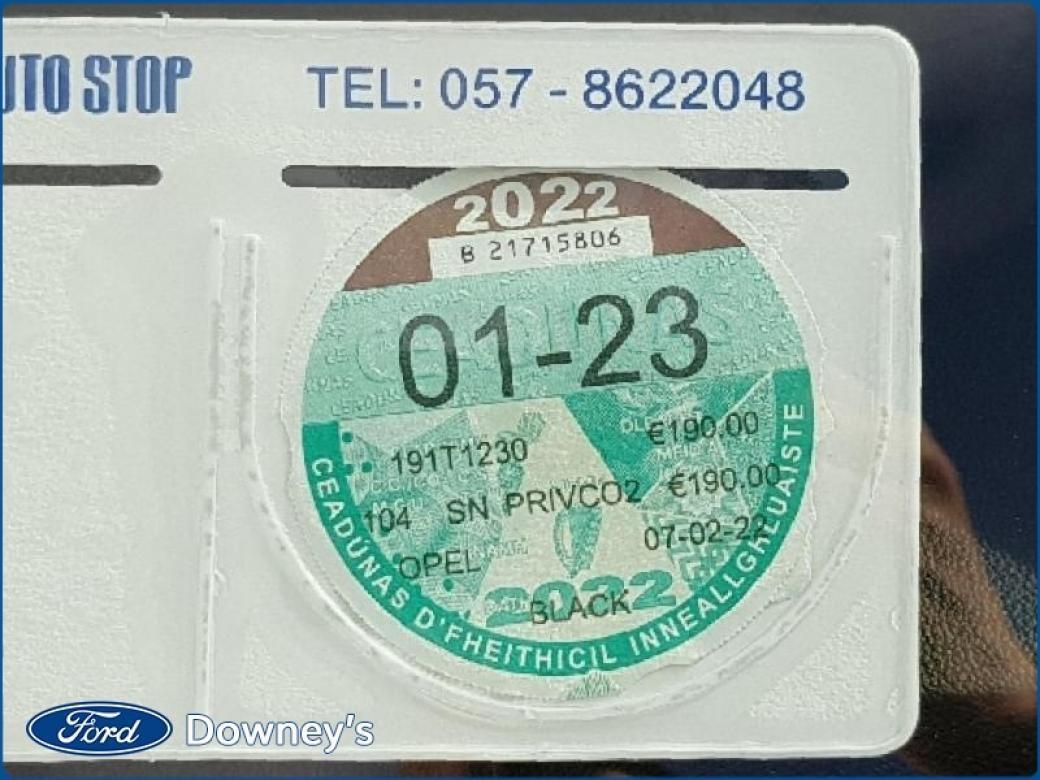 UTO STOP
TEL: 057 - 8622048
2022
B 21715806
01-23
191T1230 €190.00
104 SN PRIVCO2 €190.00
OPEL 07-02-22
BLACK
2022
CEADÚNAS D'FHEITHICIL INNEALLGHLUAISTE
Ford Downey's